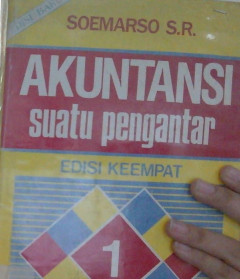 SOEMARSO S.R.
AKUNTANSI
suatu pengantar
EDISI KEEMPAT
1